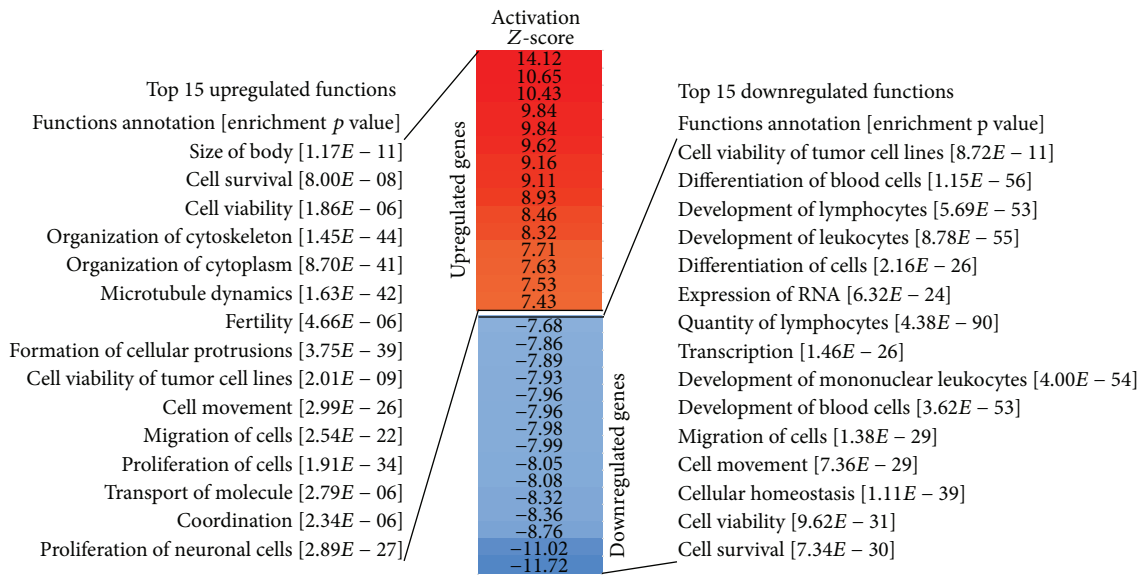 Activation
Z-score
Top 15 upregulated functions
Functions annotation [enrichment p value]
Size of body [1.17E − 11]
Cell survival [8.00E − 08]
Cell viability [1.86E − 06]
Organization of cytoskeleton [1.45E − 44]
Organization of cytoplasm [8.70E − 41]
Microtubule dynamics [1.63E − 42]
Fertility [4.66E − 06]
Formation of cellular protrusions [3.75E − 39]
Cell viability of tumor cell lines [2.01E − 09]
Cell movement [2.99E − 26]
Migration of cells [2.54E − 22]
Proliferation of cells [1.91E − 34]
Transport of molecule [2.79E − 06]
Coordination [2.34E − 06]
Proliferation of neuronal cells [2.89E − 27]
Upregulated genes
14.12
10.65
10.43
9.84
9.84
9.62
9.16
9.11
8.93
8.46
8.32
7.71
7.63
7.53
7.43
−7.68
−7.86
−7.89
−7.93
−7.96
−7.96
−7.98
−7.99
−8.05
−8.08
−8.32
−8.36
−8.76
−11.02
−11.72
Downregulated genes
Top 15 downregulated functions
Functions annotation [enrichment p value]
Cell viability of tumor cell lines [8.72E − 11]
Differentiation of blood cells [1.15E − 56]
Development of lymphocytes [5.69E − 53]
Development of leukocytes [8.78E − 55]
Differentiation of cells [2.16E − 26]
Expression of RNA [6.32E − 24]
Quantity of lymphocytes [4.38E − 90]
Transcription [1.46E − 26]
Development of mononuclear leukocytes [4.00E − 54]
Development of blood cells [3.62E − 53]
Migration of cells [1.38E − 29]
Cell movement [7.36E − 29]
Cellular homeostasis [1.11E − 39]
Cell viability [9.62E − 31]
Cell survival [7.34E − 30]